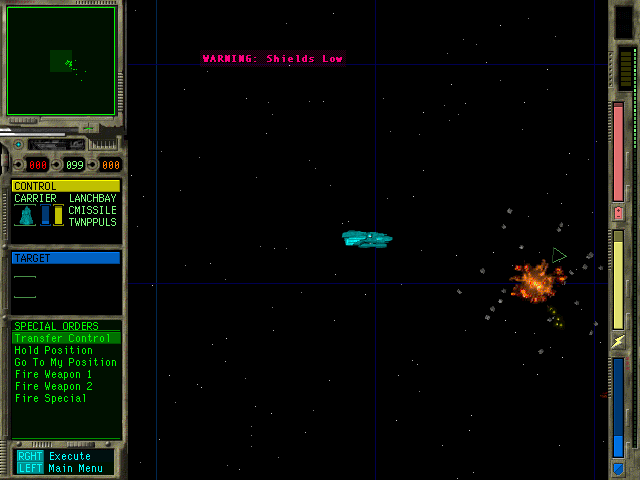 WARNING: Shields Low
000 099 000
CONTROL
CARRIER LANCHBAY
CMISSILE
TWNPPULS
TARGET
SPECIAL ORDERS
Transfer Control
Hold Position
Go To My Position
Fire Weapon 1
Fire Weapon 2
Fire Special
RGHT Execute
LEFT Main Menu